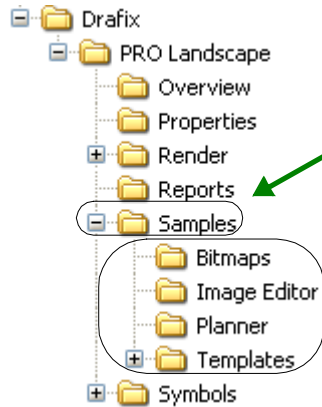 Drafix
PRO Landscape
Overview
Properties
Render
Reports
Samples
Bitmaps
Image Editor
Planner
Templates
Symbols